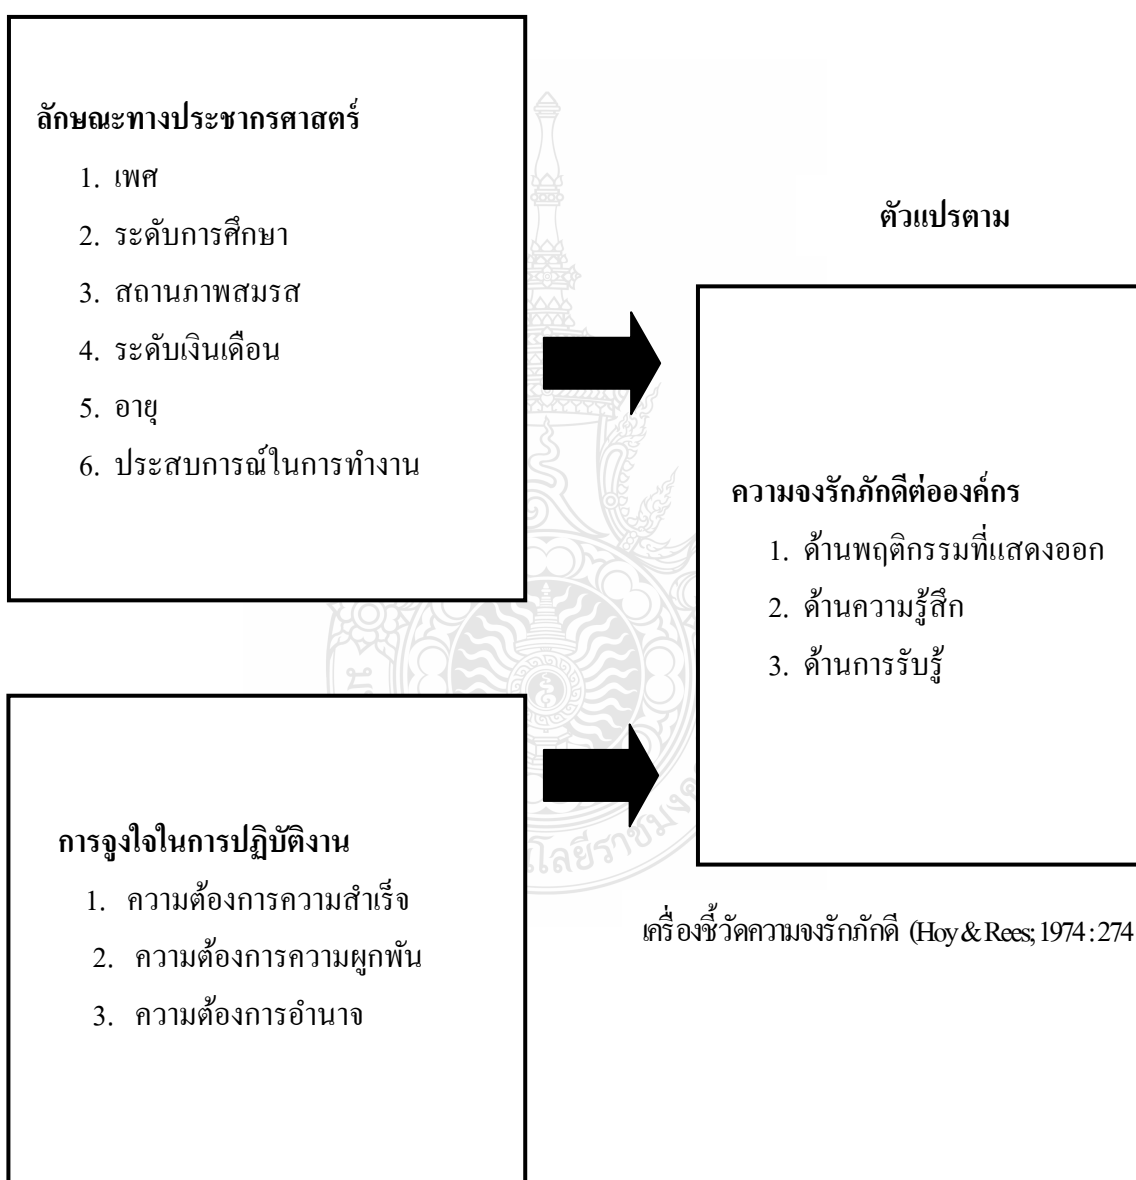 ลักษณะทางประชากรศาสตร์
1. เพศ
2. ระดับการศึกษา
3. สถานภาพสมรส
4. ระดับเงินเดือน
5. อายุ
6. ประสบการณ์ในการทำงาน
ตัวแปรตาม
ความจงรักภักดีต่อองค์กร
1. ด้านพฤติกรรมที่แสดงออก
2. ด้านความรู้สึก
3. ด้านการรับรู้
การจูงใจในการปฏิบัติงาน
1. ความต้องการความสำเร็จ
2. ความต้องการความผูกพัน
3. ความต้องการอำนาจ
เครื่องชี้วัดความจงรักภักดี (Hoy & Rees; 1974 : 274